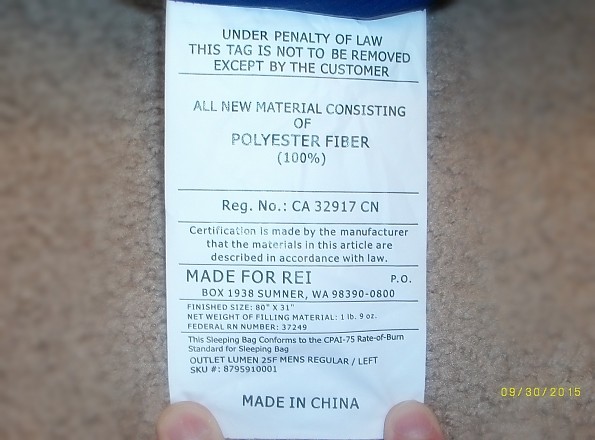 UNDER PENALTY OF LAW
THIS TAG IS NOT TO BE REMOVED
EXCEPT BY THE CUSTOMER
ALL NEW MATERIAL CONSISTING
OF
POLYESTER FIBER
(100%)
Reg. No.: CA 32917 CN
Certification is made by the manufacturer
that the materials in this article are
described in accordance with law.
MADE FOR REI P.O.
BOX 1938 SUMNER, WA 98390-0800
FINISHED SIZE: 80" X 31"
NET WEIGHT OF FILLING MATERIAL: 1 lb. 9 oz.
FEDERAL RN NUMBER: 37249
This Sleeping Bag Conforms to the CPAI-75 Rate-of-Burn
Standard for Sleeping Bag
OUTLET LUMEN 25F MENS REGULAR / LEFT
SKU #: 8795910001
MADE IN CHINA
09/30/2015